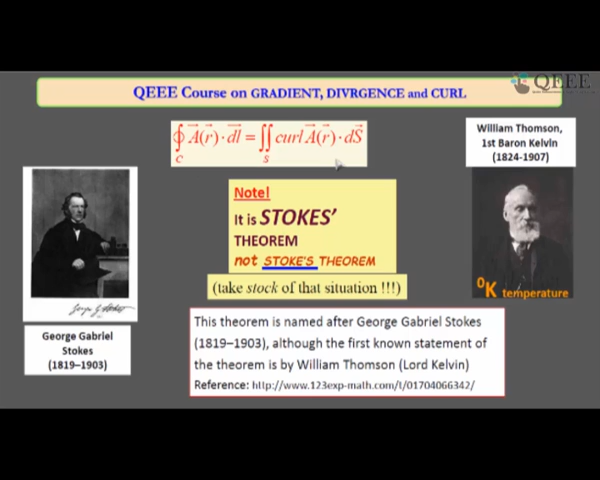 QEEE
QEEE Course on GRADIENT, DIVRGENCE and CURL
∮ A⃗(r⃗)·dl⃗ = ∬ curl A⃗(r⃗)·dS⃗
C S
William Thomson,
1st Baron Kelvin
(1824-1907)
Note!
It is STOKES’
THEOREM
not STOKE'S THEOREM
(take stock of that situation !!!)
⁰K temperature
George G Stokes
George Gabriel
Stokes
(1819–1903)
This theorem is named after George Gabriel Stokes
(1819–1903), although the first known statement of
the theorem is by William Thomson (Lord Kelvin)
Reference: http://www.123exp-math.com/t/01704066342/